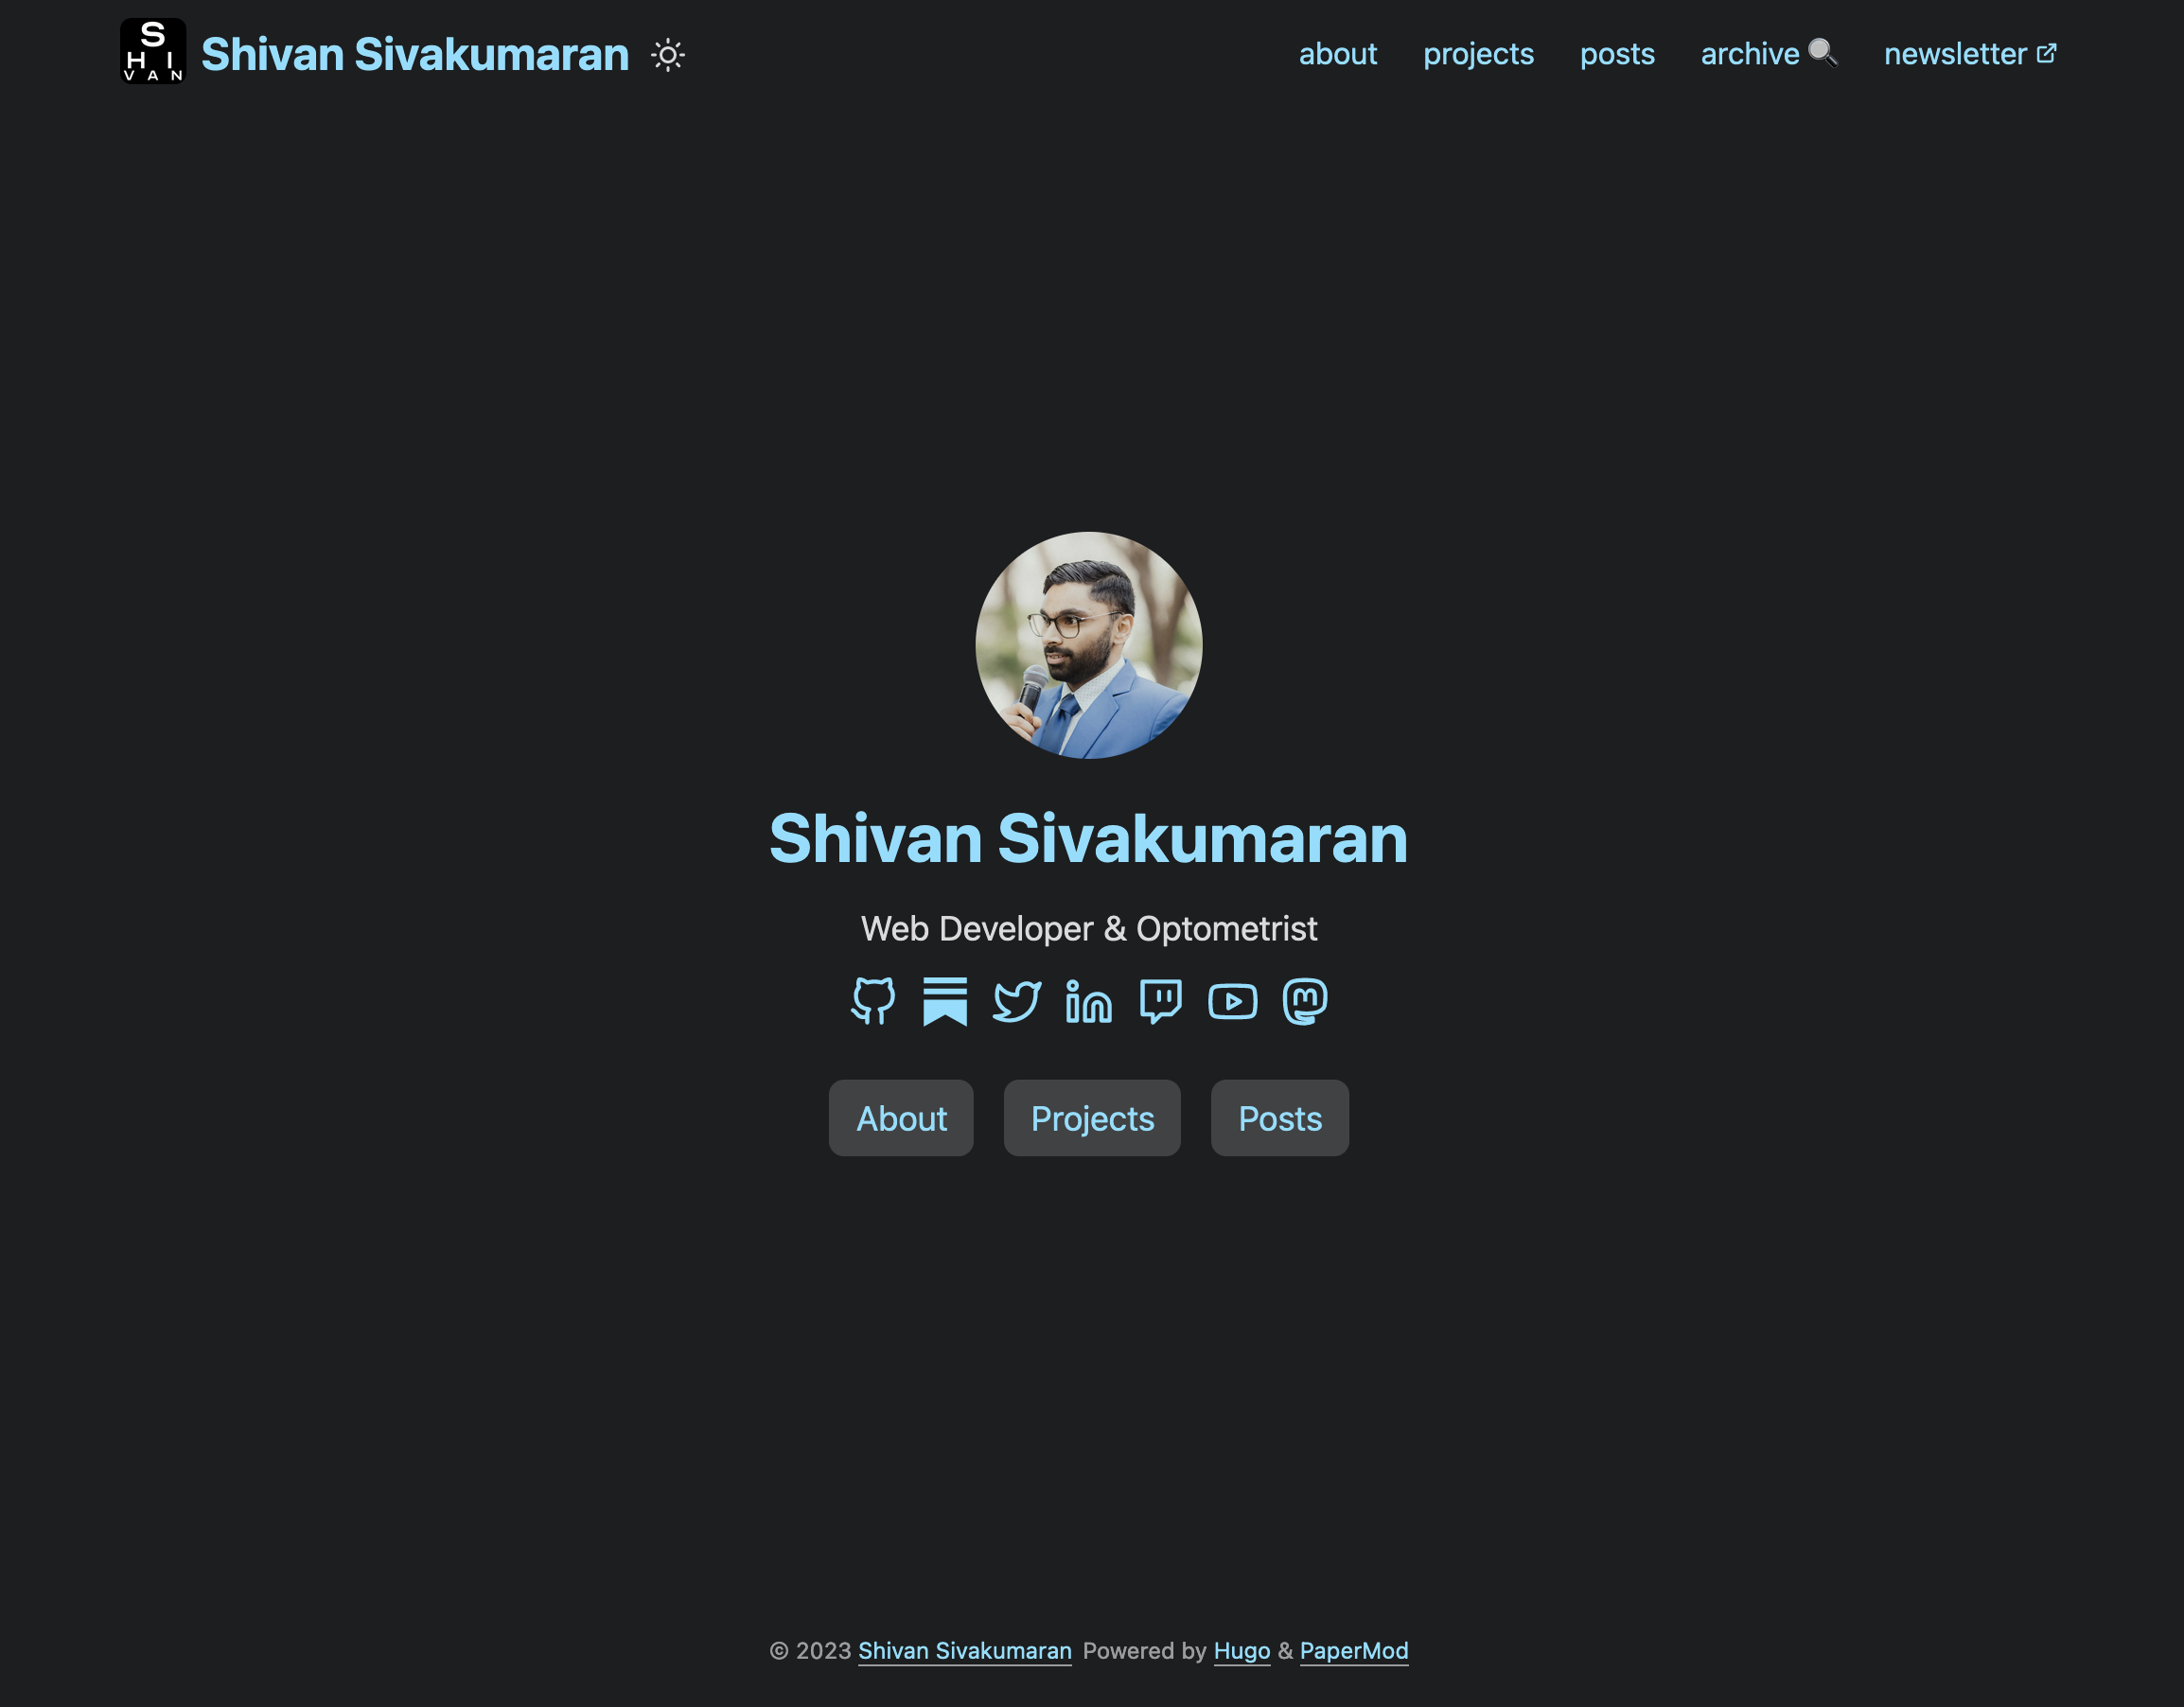 S
H I
VAN
Shivan Sivakumaran
about projects posts archive newsletter
Shivan Sivakumaran
Web Developer & Optometrist
About Projects Posts
© 2023 Shivan Sivakumaran Powered by Hugo & PaperMod